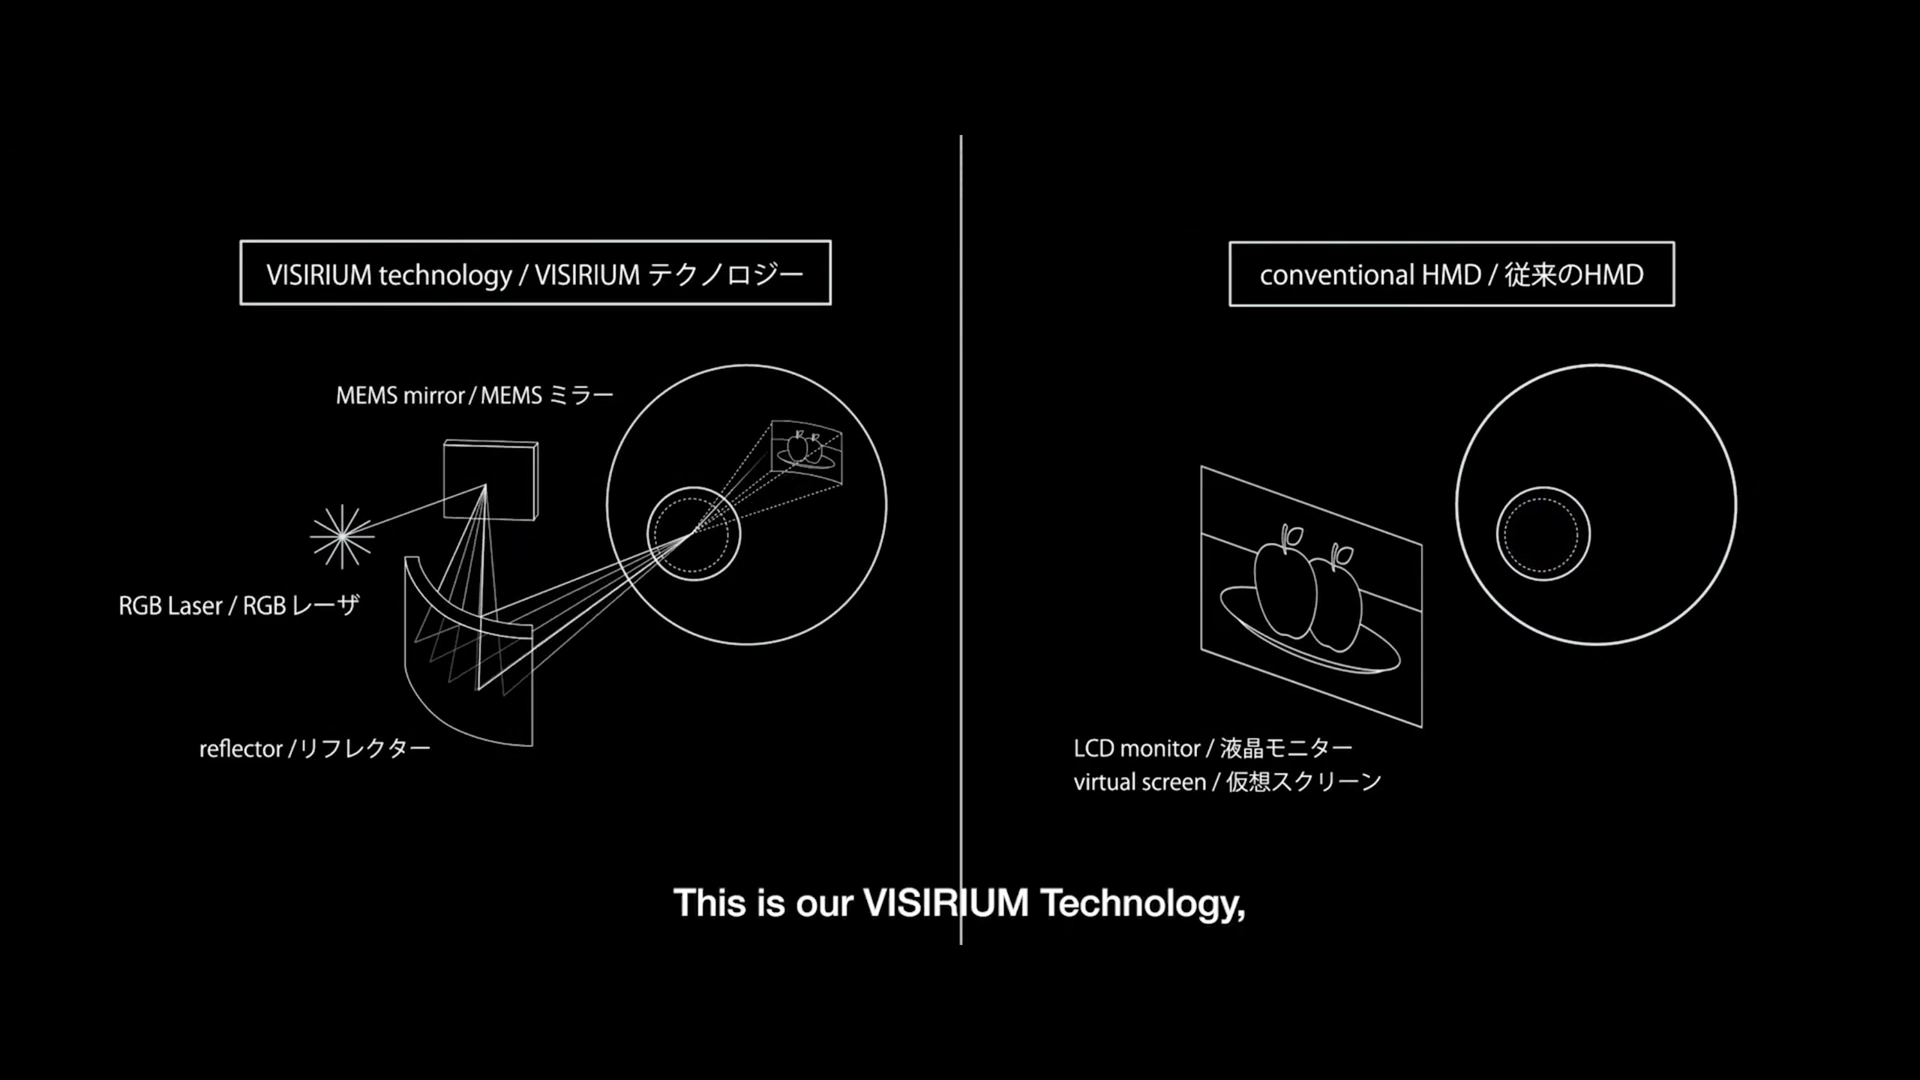 VISIRIUM technology / VISIRIUM テクノロジー
MEMS mirror / MEMS ミラー
RGB Laser / RGB レーザ
reflector /リフレクター
conventional HMD / 従来のHMD
LCD monitor / 液晶モニター
virtual screen / 仮想スクリーン
This is our VISIRIUM Technology,